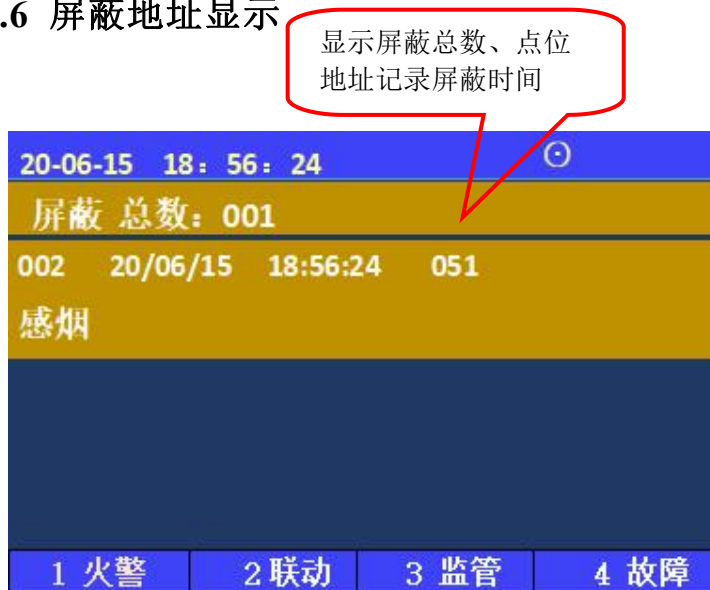 .6 屏蔽地址显示
显示屏蔽总数、点位
地址记录屏蔽时间
20-06-15 18：56：24
屏蔽 总数：001
002 20/06/15 18:56:24 051
感烟
1 火警 2联动 3 监管 4 故障